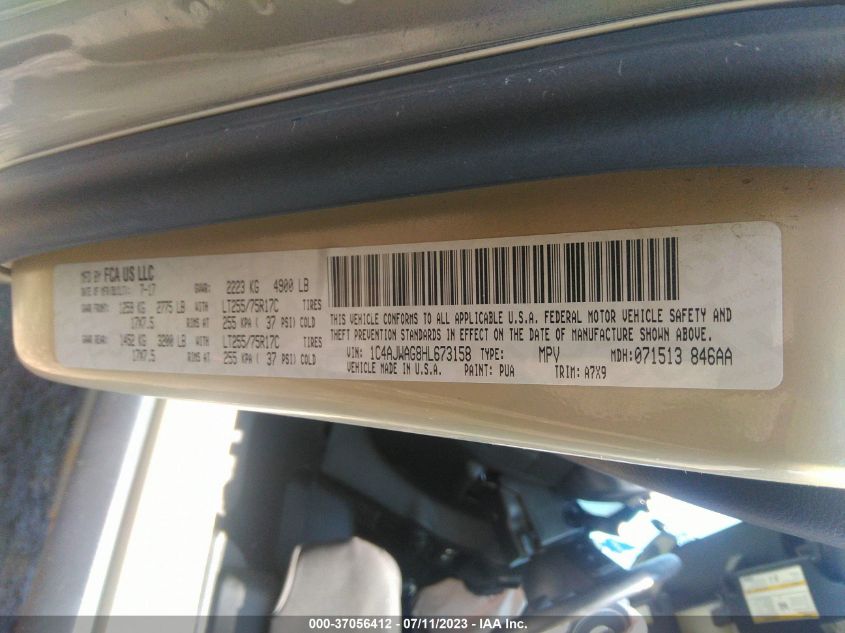 MFD BY FCA US LLC
DATE OF MFR 7-17 GVWR: 2223 KG 4900 LB
GAWR FRONT: 1259 KG 2775 LB WITH LT255/75R17C TIRES
17X7.5 RIMS AT 255 KPA ( 37 PSI) COLD
GAWR REAR: 1452 KG 3200 LB WITH LT255/75R17C TIRES
17X7.5 RIMS AT 255 KPA ( 37 PSI) COLD
THIS VEHICLE CONFORMS TO ALL APPLICABLE U.S.A. FEDERAL MOTOR VEHICLE SAFETY AND
THEFT PREVENTION STANDARDS IN EFFECT ON THE DATE OF MANUFACTURE SHOWN ABOVE.
VIN: 1C4AJWAG8HL673158 TYPE: MPV MDH:071513 846AA
VEHICLE MADE IN U.S.A. PAINT: PUA TRIM: A7X9
000-37056412 - 07/11/2023 - IAA Inc.